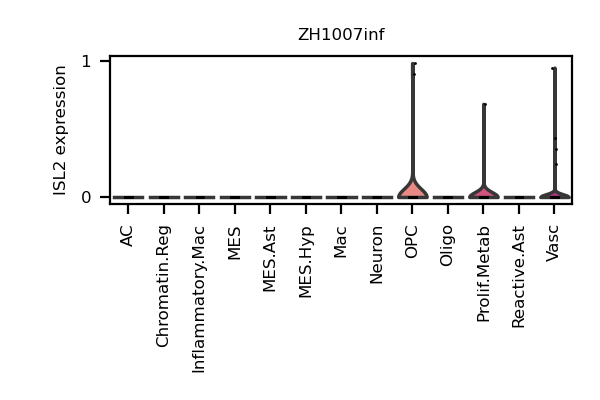 ZH1007inf
ISL2 expression
1
0
AC
Chromatin.Reg
Inflammatory.Mac
MES
MES.Ast
MES.Hyp
Mac
Neuron
OPC
Oligo
Prolif.Metab
Reactive.Ast
Vasc